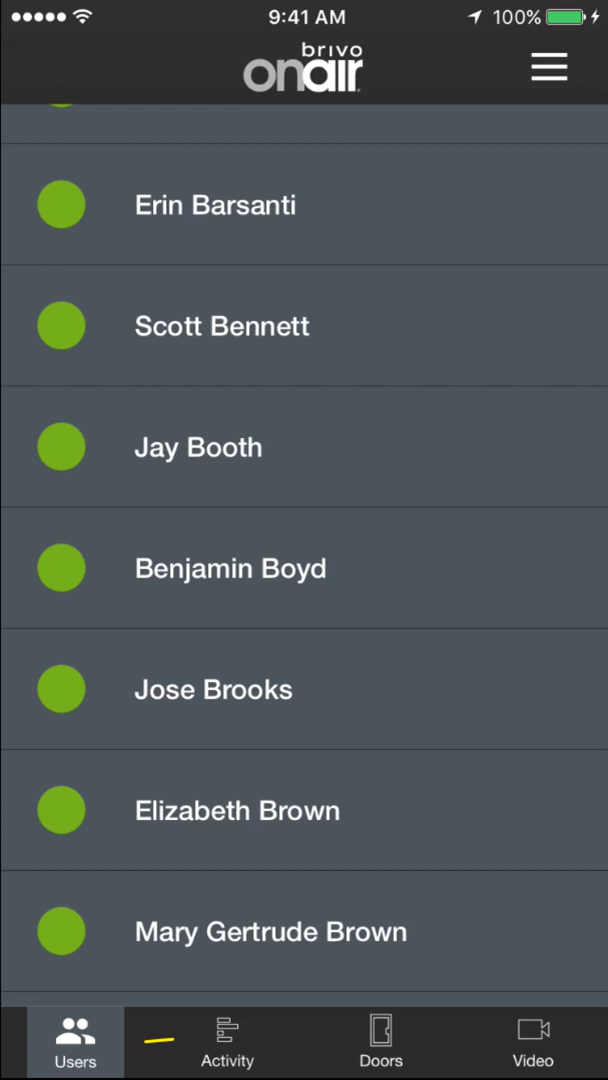 9:41 AM
100%
brivo
onair
Erin Barsanti
Scott Bennett
Jay Booth
Benjamin Boyd
Jose Brooks
Elizabeth Brown
Mary Gertrude Brown
Users
Activity
Doors
Video